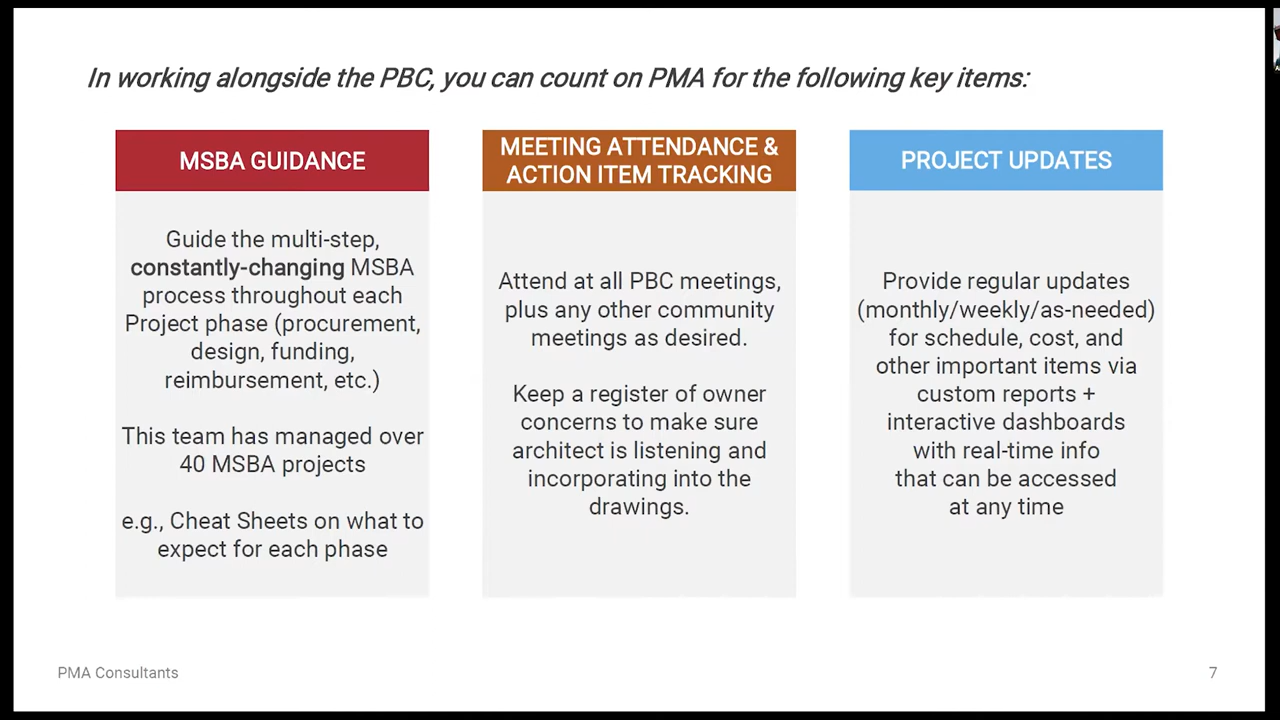 In working alongside the PBC, you can count on PMA for the following key items:
MSBA GUIDANCE
Guide the multi-step,
constantly-changing MSBA
process throughout each
Project phase (procurement,
design, funding,
reimbursement, etc.)
This team has managed over
40 MSBA projects
e.g., Cheat Sheets on what to
expect for each phase
MEETING ATTENDANCE &
ACTION ITEM TRACKING
Attend at all PBC meetings,
plus any other community
meetings as desired.
Keep a register of owner
concerns to make sure
architect is listening and
incorporating into the
drawings.
PROJECT UPDATES
Provide regular updates
(monthly/weekly/as-needed)
for schedule, cost, and
other important items via
custom reports +
interactive dashboards
with real-time info
that can be accessed
at any time
PMA Consultants
7